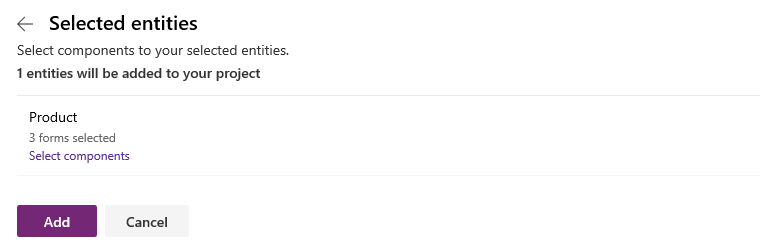 Selected entities
Select components to your selected entities.
1 entities will be added to your project
Product
3 forms selected
Select components
Add
Cancel